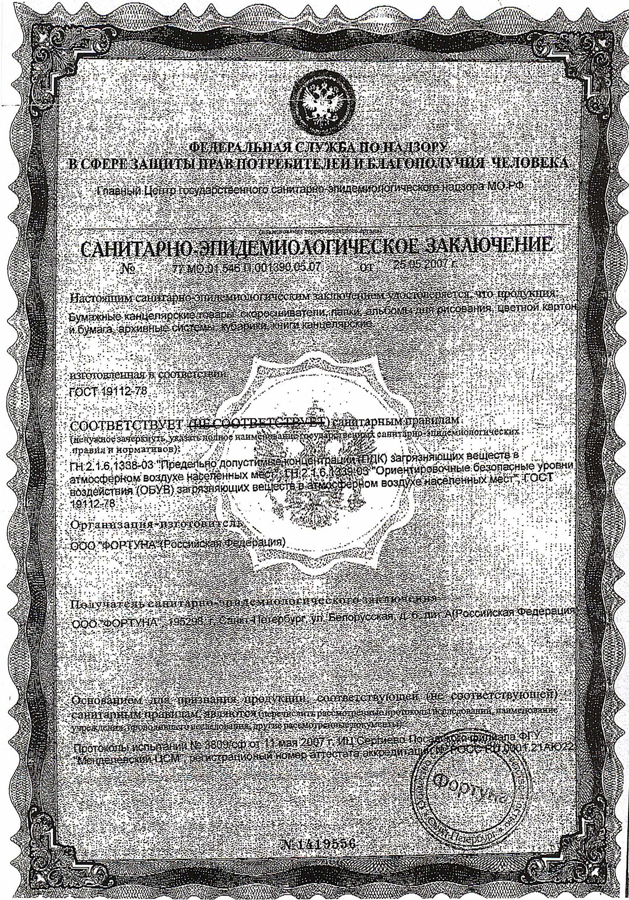 ФЕДЕРАЛЬНАЯ СЛУЖБА ПО НАДЗОРУ
В СФЕРЕ ЗАЩИТЫ ПРАВ ПОТРЕБИТЕЛЕЙ И БЛАГОПОЛУЧИЯ ЧЕЛОВЕКА
Главный Центр государственного санитарно-эпидемиологического надзора МО РФ
САНИТАРНО-ЭПИДЕМИОЛОГИЧЕСКОЕ ЗАКЛЮЧЕНИЕ
№ 77.МО.01.545.П.001390.05.07 от 25.05.2007 г.
Настоящим санитарно-эпидемиологическим заключением удостоверяется, что продукция:
Бумажные канцелярские товары: скоросшиватели, папки, альбомы для рисования, цветной картон
и бумага, архивные системы, кубарики, книги канцелярские
изготовленная в соответствии
ГОСТ 19112-78
СООТВЕТСТВУЕТ (НЕ СООТВЕТСТВУЕТ) санитарным правилам
(ненужное зачеркнуть, указать полное наименование государственных санитарно-эпидемиологических
правил и нормативов):
ГН 2.1.6.1338-03 "Предельно допустимые концентрации (ПДК) загрязняющих веществ в
атмосферном воздухе населенных мест", ГН 2.1.6.1339-03 "Ориентировочные безопасные уровни
воздействия (ОБУВ) загрязняющих веществ в атмосферном воздухе населенных мест", ГОСТ
19112-78
Организация-изготовитель
ООО "ФОРТУНА" (Российская Федерация)
Получатель санитарно-эпидемиологического заключения
ООО "ФОРТУНА", 195298, г. Санкт-Петербург, ул. Белорусская, д. 6, лит А (Российская Федерация)
Основанием для признания продукции, соответствующей (не соответствующей)
санитарным правилам, являются (перечислить рассмотренные протоколы исследований, наименование
учреждения, проводившего исследования, другие рассмотренные документы):
Протоколы испытаний № 3809/сф от 11 мая 2007 г. ИЦ Сергиево Посадского филиала ФГУ
"Менделеевский ЦСМ", регистрационный номер аттестата аккредитации № РОСС RU.0001.21АЮ22
Фортуна
№1419556